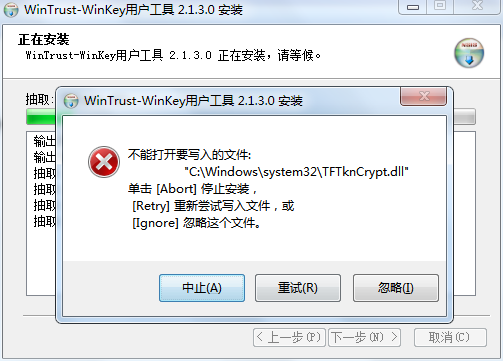 WinTrust-WinKey用户工具 2.1.3.0 安装
正在安装
WinTrust-WinKey用户工具 2.1.3.0 正在安装，请等候。
抽取:
输出
输出
抽取
抽取
抽取
抽取
WinTrust-WinKey用户工具 2.1.3.0 安装
不能打开要写入的文件:
"C:\Windows\system32\TFTknCrypt.dll"
单击 [Abort] 停止安装，
[Retry] 重新尝试写入文件，或
[Ignore] 忽略这个文件。
中止(A) 重试(R) 忽略(I)
< 上一步(P) 下一步(N) > 取消(C)